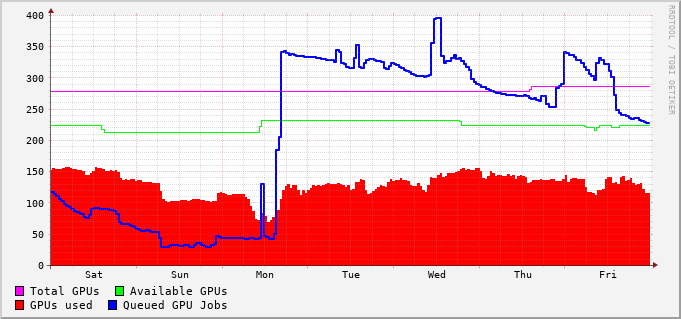 RRDTOOL / TOBI OETIKER
400
350
300
250
200
150
100
50
0
Sat Sun Mon Tue Wed Thu Fri
Total GPUs Available GPUs
GPUs used Queued GPU Jobs